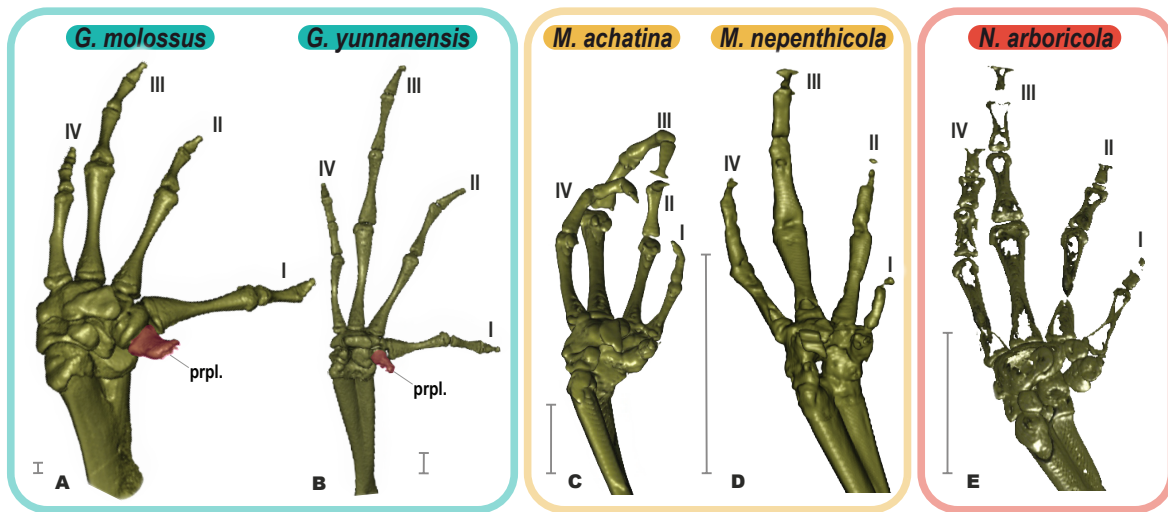 G. molossus
G. yunnanensis
M. achatina
M. nepenthicola
N. arboricola
III
IV
II
I
prpl.
A
III
IV
II
I
prpl.
B
III
IV
II
I
C
III
IV
II
I
D
III
IV
II
I
E